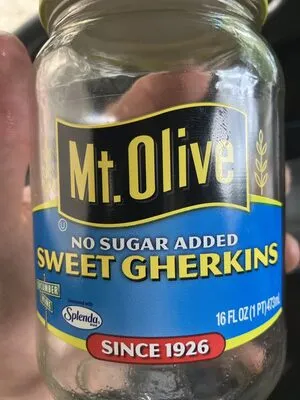 Mt. Olive
NO SUGAR ADDED
SWEET GHERKINS
Splenda
16 FL OZ (1 PT) 473mL
SINCE 1926